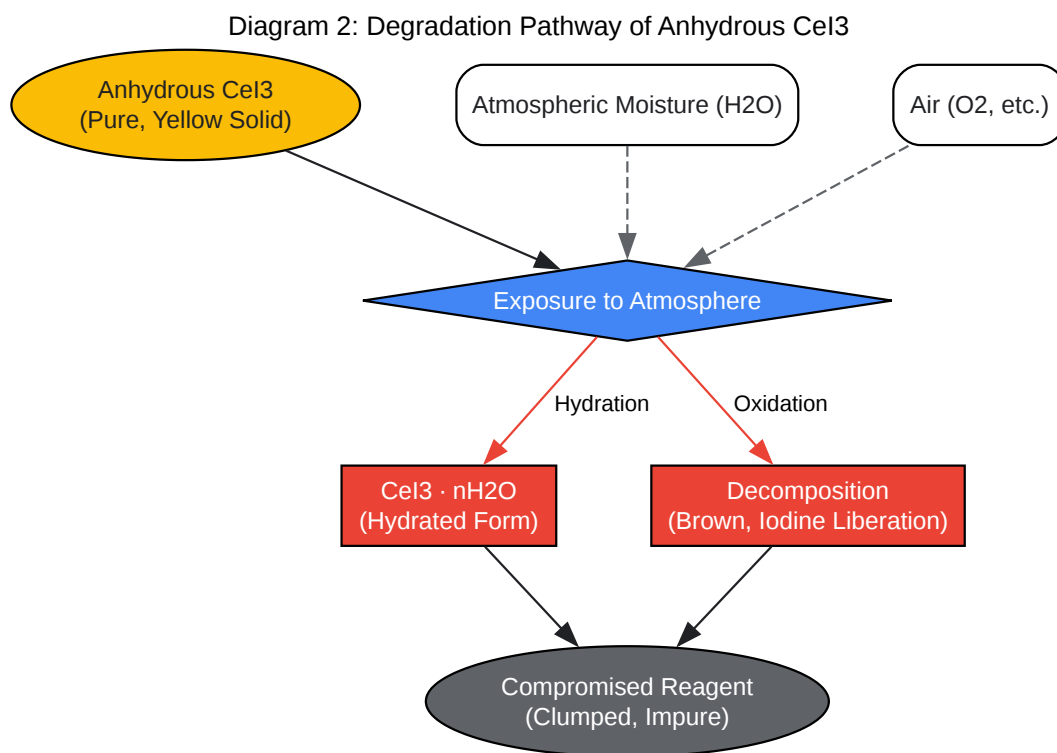 Diagram 2: Degradation Pathway of Anhydrous CeI3
Anhydrous CeI3
(Pure, Yellow Solid)
Atmospheric Moisture (H2O)
Air (O2, etc.)
Exposure to Atmosphere
Hydration
Oxidation
CeI3 · nH2O
(Hydrated Form)
Decomposition
(Brown, Iodine Liberation)
Compromised Reagent
(Clumped, Impure)